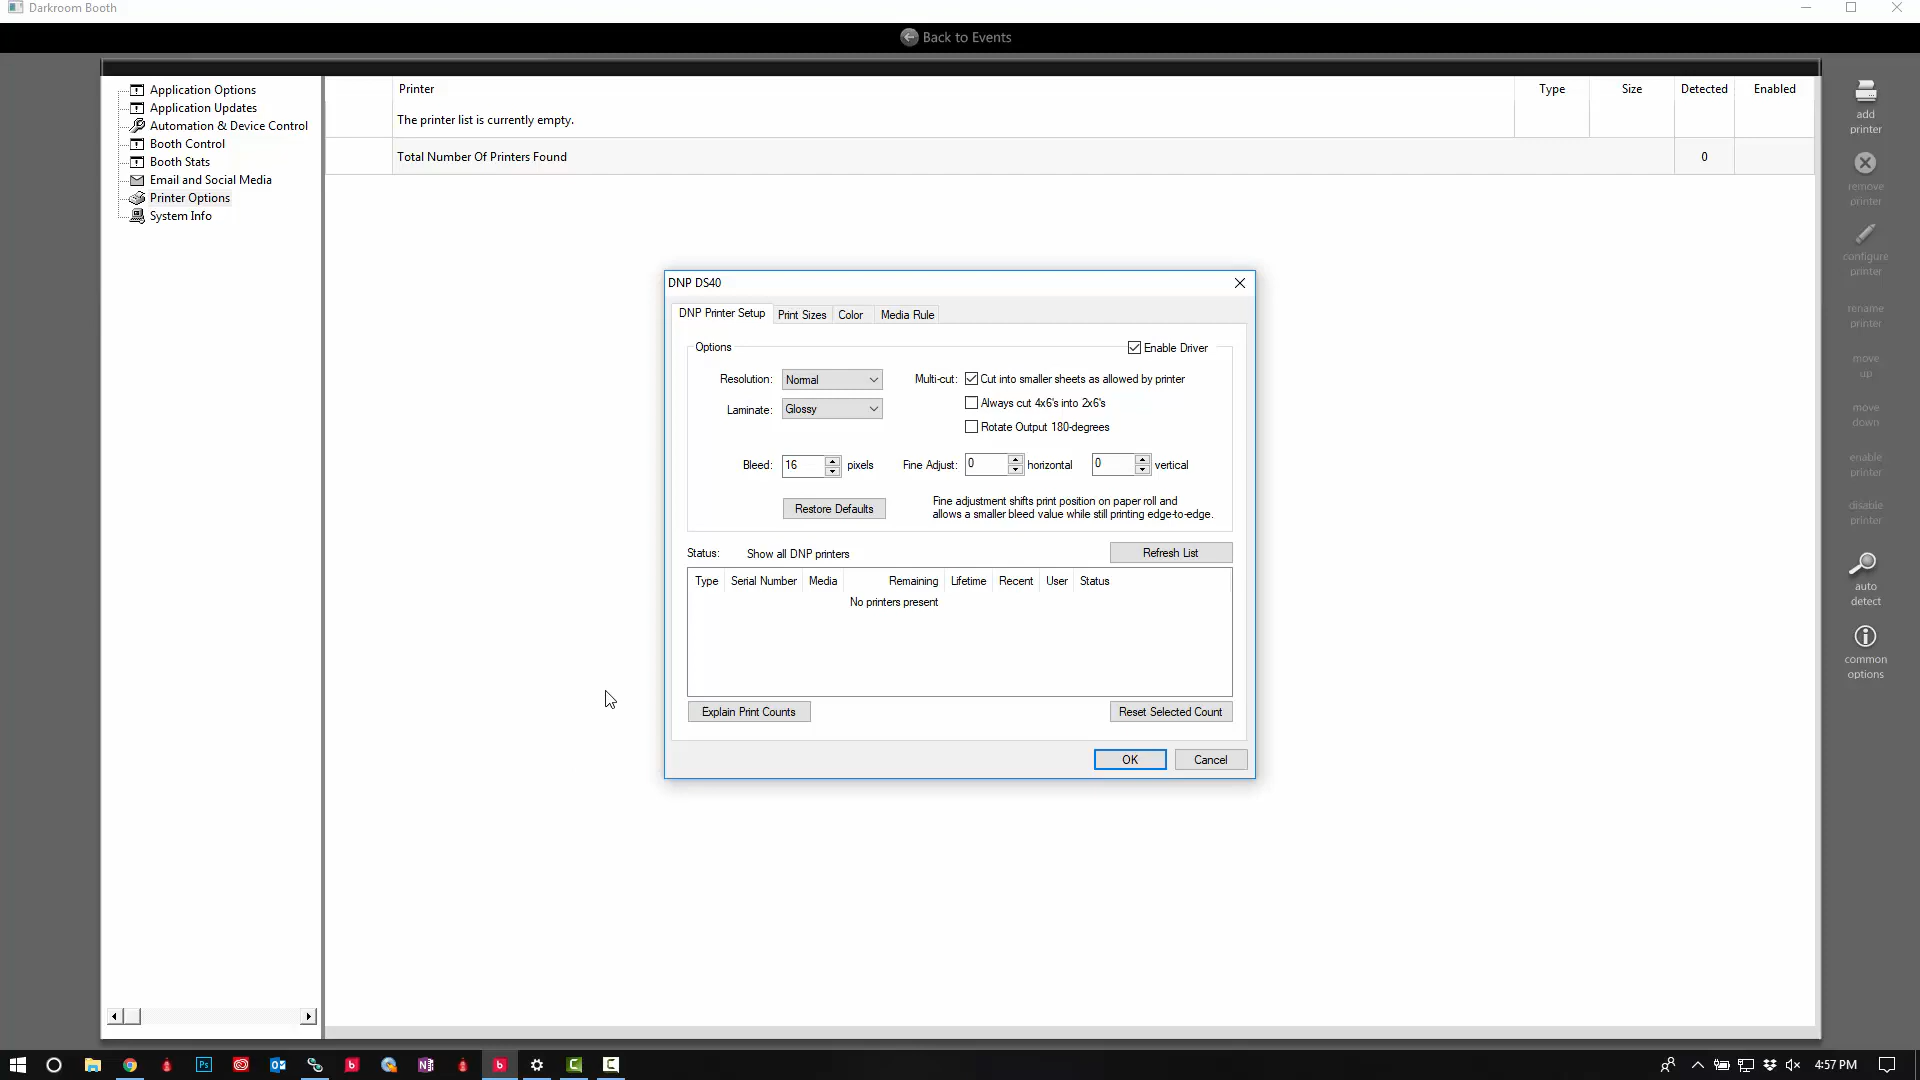 Darkroom Booth
Back to Events
Application Options
Application Updates
Automation & Device Control
Booth Control
Booth Stats
Email and Social Media
Printer Options
System Info
Printer Type Size Detected Enabled
The printer list is currently empty.
Total Number Of Printers Found 0
add
printer
remove
printer
configure
printer
rename
printer
move
up
move
down
enable
printer
disable
printer
auto
detect
common
options
DNP DS40
DNP Printer Setup Print Sizes Color Media Rule
Options Enable Driver
Resolution: Normal Multi-cut: Cut into smaller sheets as allowed by printer
Laminate: Glossy Always cut 4x6's into 2x6's
Rotate Output 180-degrees
Bleed: 16 pixels Fine Adjust: 0 horizontal 0 vertical
Restore Defaults
Fine adjustment shifts print position on paper roll and
allows a smaller bleed value while still printing edge-to-edge.
Status: Show all DNP printers Refresh List
Type Serial Number Media Remaining Lifetime Recent User Status
No printers present
Explain Print Counts Reset Selected Count
OK Cancel
Ps
b
N
b
4:57 PM